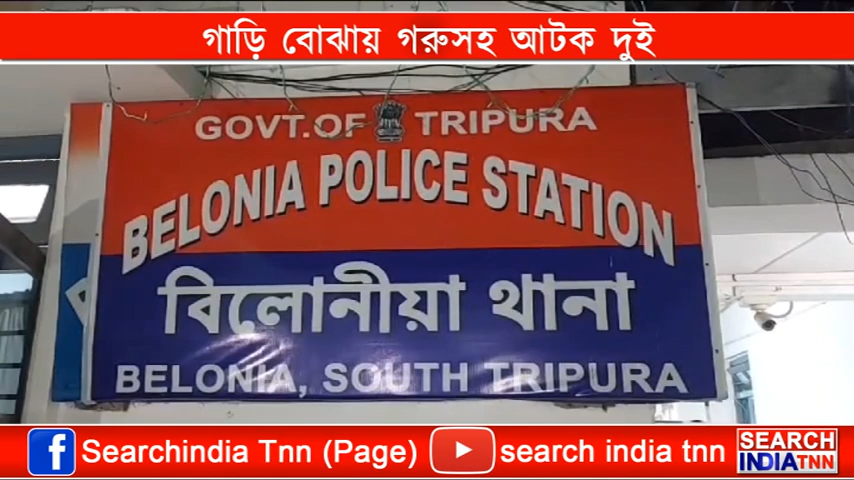 গাড়ি বোঝায় গরুসহ আটক দুই
GOVT.OF TRIPURA
BELONIA POLICE STATION
বিলোনীয়া থানা
BELONIA, SOUTH TRIPURA
Searchindia Tnn (Page) search india tnn
SEARCH
INDIATNN